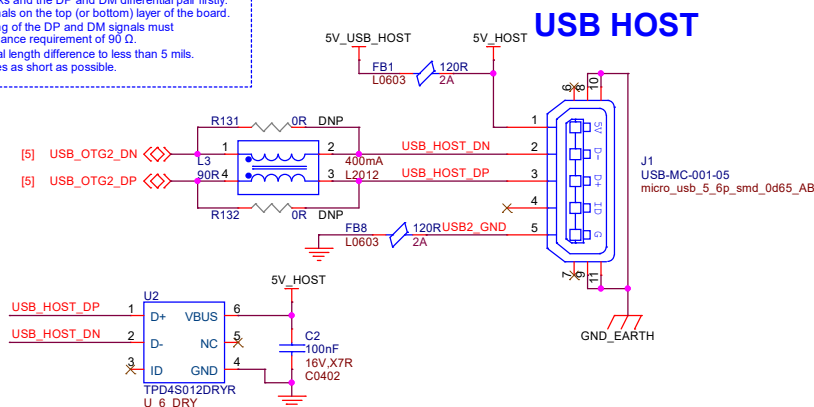 ks and the DP and DM differential pair firstly.
nals on the top (or bottom) layer of the board.
ng of the DP and DM signals must
ance requirement of 90 Ω.
al length difference to less than 5 mils.
es as short as possible.
USB HOST
5V_USB_HOST
5V_HOST
FB1
120R
L0603
2A
R131
0R
DNP
[5] USB_OTG2_DN
1
2
USB_HOST_DN
L3
400mA
[5] USB_OTG2_DP
90R
4
3
USB_HOST_DP
L2012
R132
0R
DNP
FB8
120R
USB2_GND
L0603
2A
6
8
10
1
5V
2
D-
3
D+
4
ID
5
G
7
9
11
J1
USB-MC-001-05
micro_usb_5_6p_smd_0d65_AB
GND_EARTH
5V_HOST
U2
USB_HOST_DP
1
D+
VBUS
6
USB_HOST_DN
2
D-
NC
5
3
ID
GND
4
TPD4S012DRYR
U_6_DRY
C2
100nF
16V,X7R
C0402